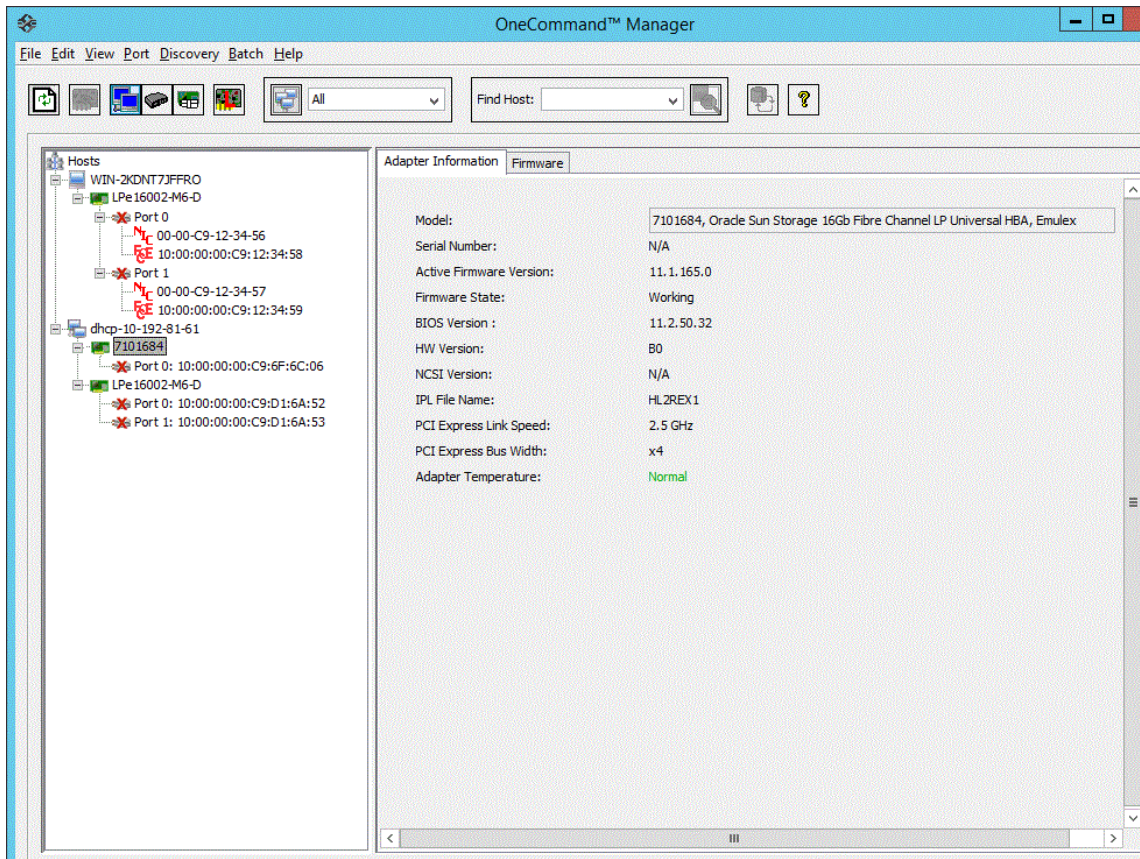 OneCommand™ Manager
File Edit View Port Discovery Batch Help
All
Find Host:
Hosts
WIN-2KDNT7JFFRO
LPe16002-M6-D
Port 0
NIC 00-00-C9-12-34-56
FCoE 10:00:00:00:C9:12:34:58
Port 1
NIC 00-00-C9-12-34-57
FCoE 10:00:00:00:C9:12:34:59
dhcp-10-192-81-61
7101684
Port 0: 10:00:00:00:C9:6F:6C:06
LPe16002-M6-D
Port 0: 10:00:00:00:C9:D1:6A:52
Port 1: 10:00:00:00:C9:D1:6A:53
Adapter Information Firmware
Model: 7101684, Oracle Sun Storage 16Gb Fibre Channel LP Universal HBA, Emulex
Serial Number: N/A
Active Firmware Version: 11.1.165.0
Firmware State: Working
BIOS Version : 11.2.50.32
HW Version: B0
NCSI Version: N/A
IPL File Name: HL2REX1
PCI Express Link Speed: 2.5 GHz
PCI Express Bus Width: x4
Adapter Temperature: Normal